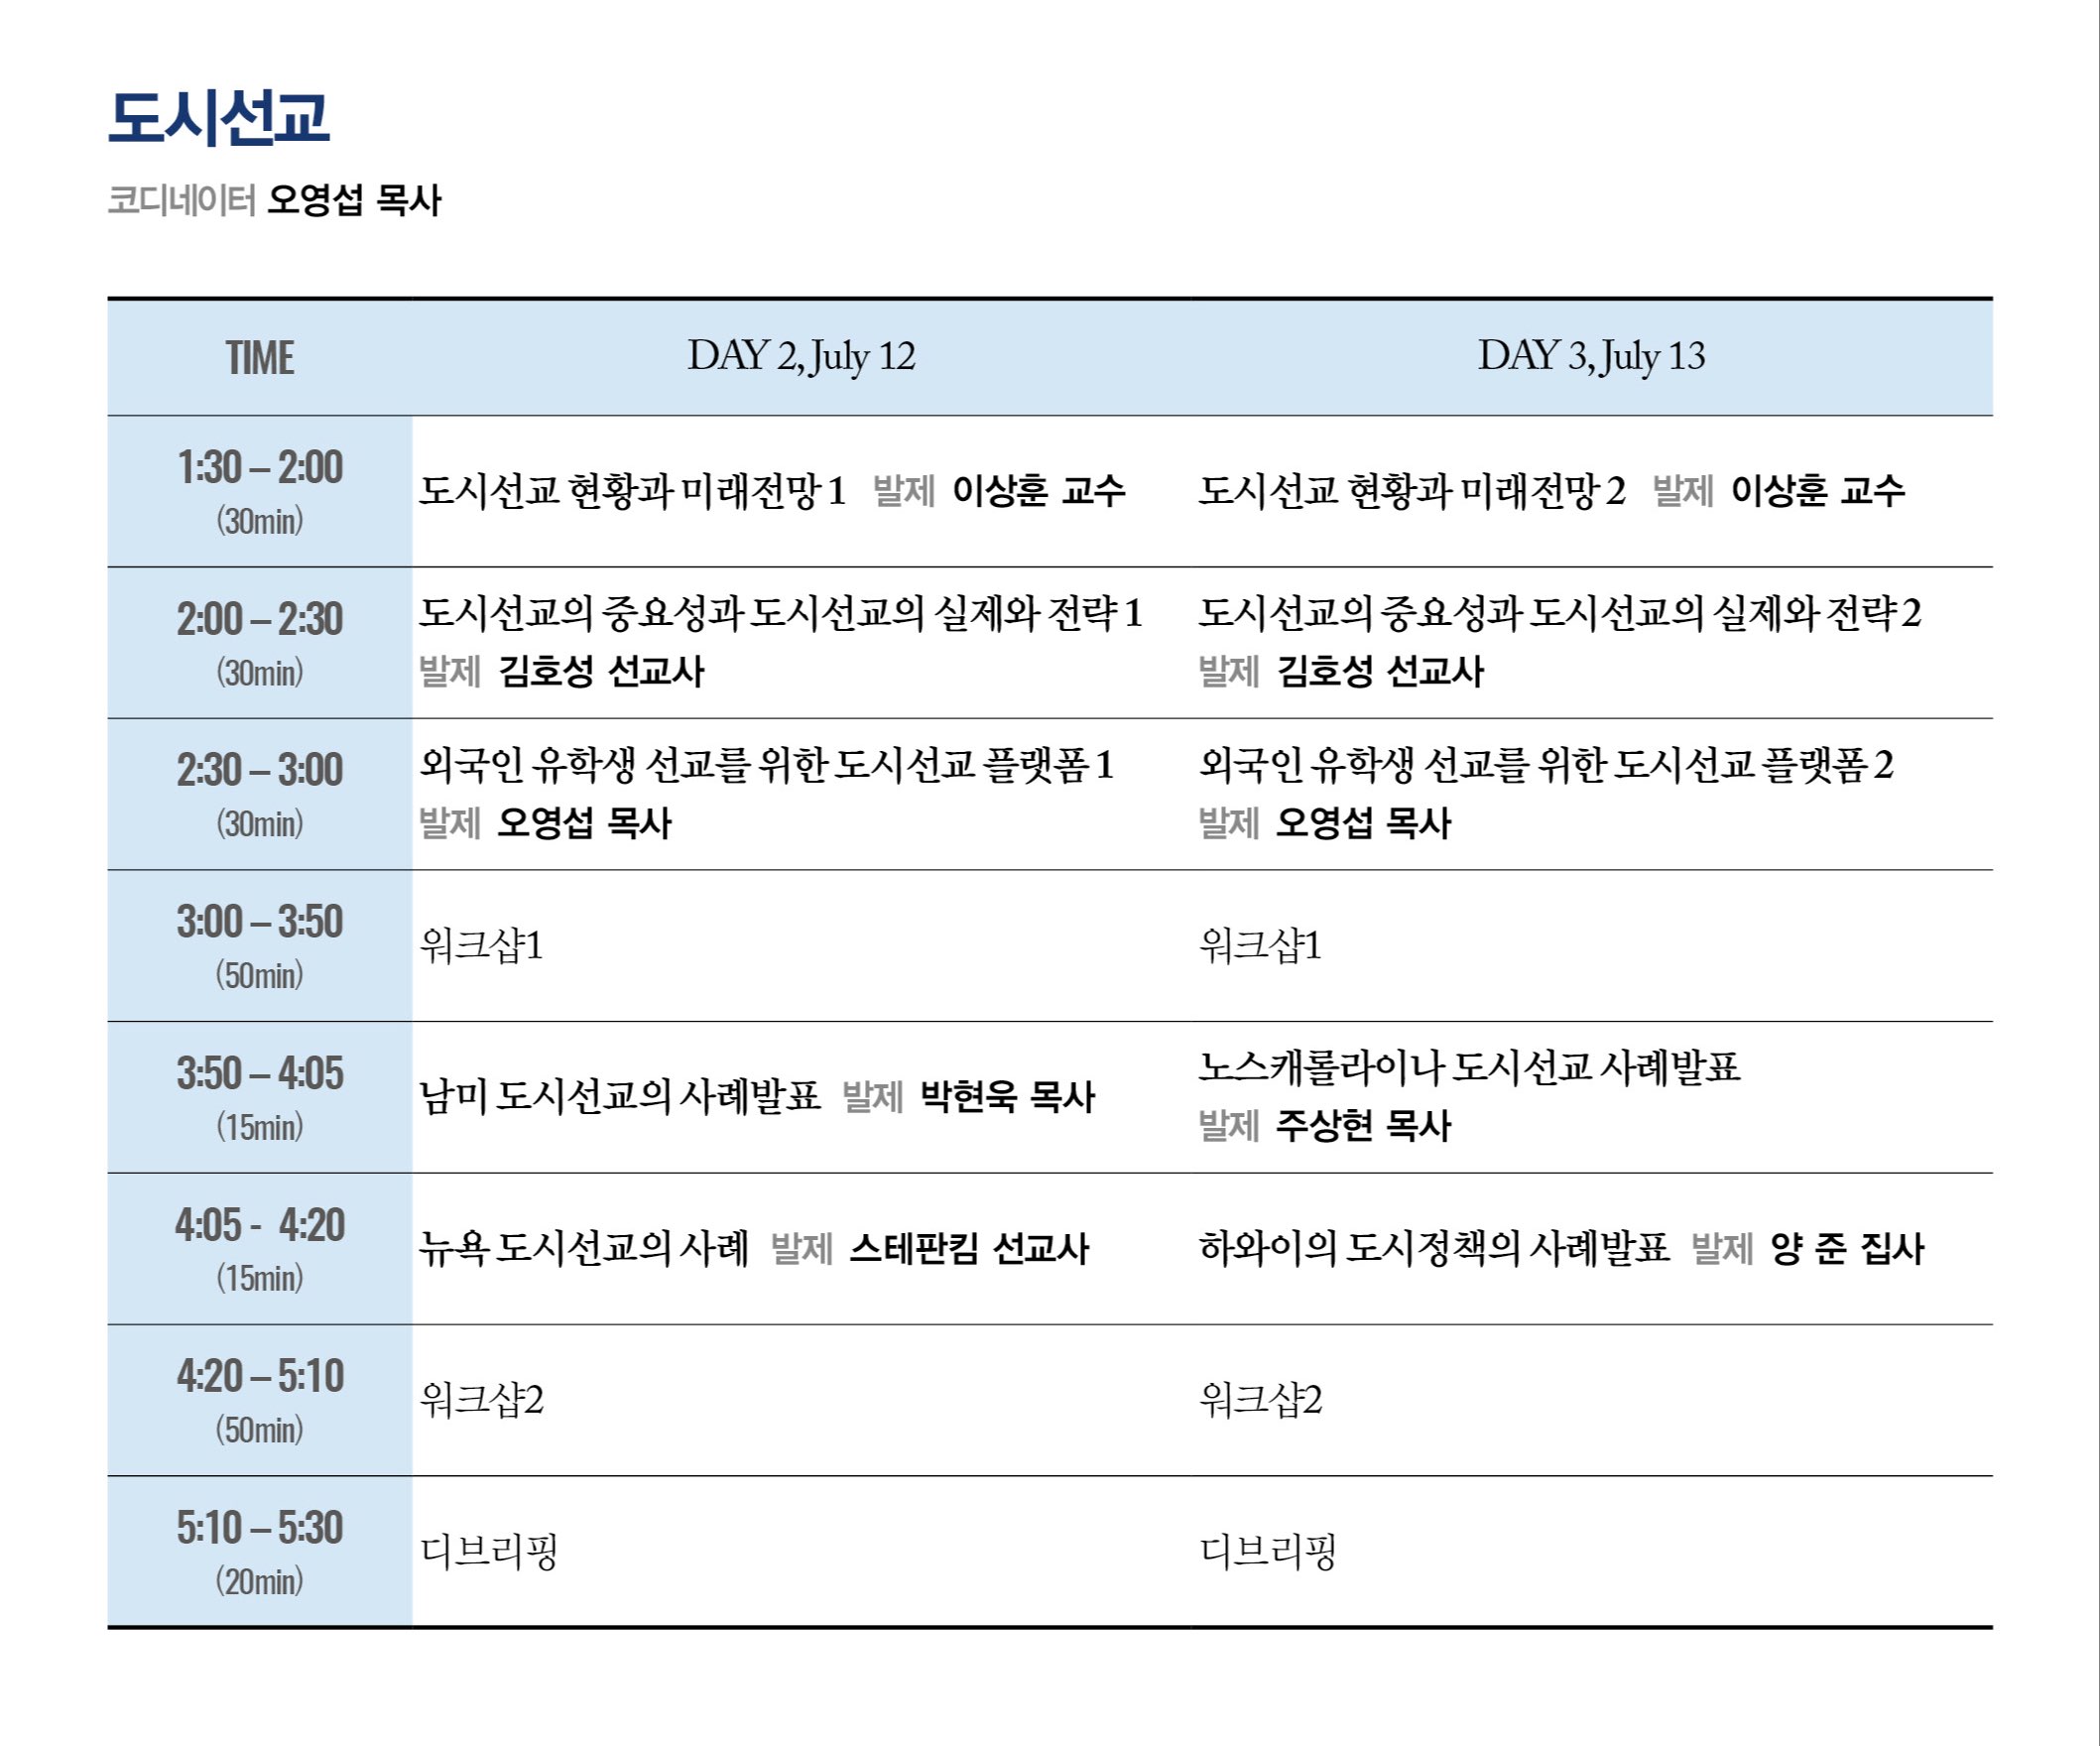 도시선교
코디네이터 오영섭 목사
TIME DAY 2, July 12 DAY 3, July 13
1:30 – 2:00
(30min)
도시선교 현황과 미래전망 1 발제 이상훈 교수
도시선교 현황과 미래전망 2 발제 이상훈 교수
2:00 – 2:30
(30min)
도시선교의 중요성과 도시선교의 실제와 전략 1
발제 김호성 선교사
도시선교의 중요성과 도시선교의 실제와 전략 2
발제 김호성 선교사
2:30 – 3:00
(30min)
외국인 유학생 선교를 위한 도시선교 플랫폼 1
발제 오영섭 목사
외국인 유학생 선교를 위한 도시선교 플랫폼 2
발제 오영섭 목사
3:00 – 3:50
(50min)
워크샵1
워크샵1
3:50 – 4:05
(15min)
남미 도시선교의 사례발표 발제 박현욱 목사
노스캐롤라이나 도시선교 사례발표
발제 주상현 목사
4:05 - 4:20
(15min)
뉴욕 도시선교의 사례 발제 스테판킴 선교사
하와이의 도시정책의 사례발표 발제 양 준 집사
4:20 – 5:10
(50min)
워크샵2
워크샵2
5:10 – 5:30
(20min)
디브리핑
디브리핑